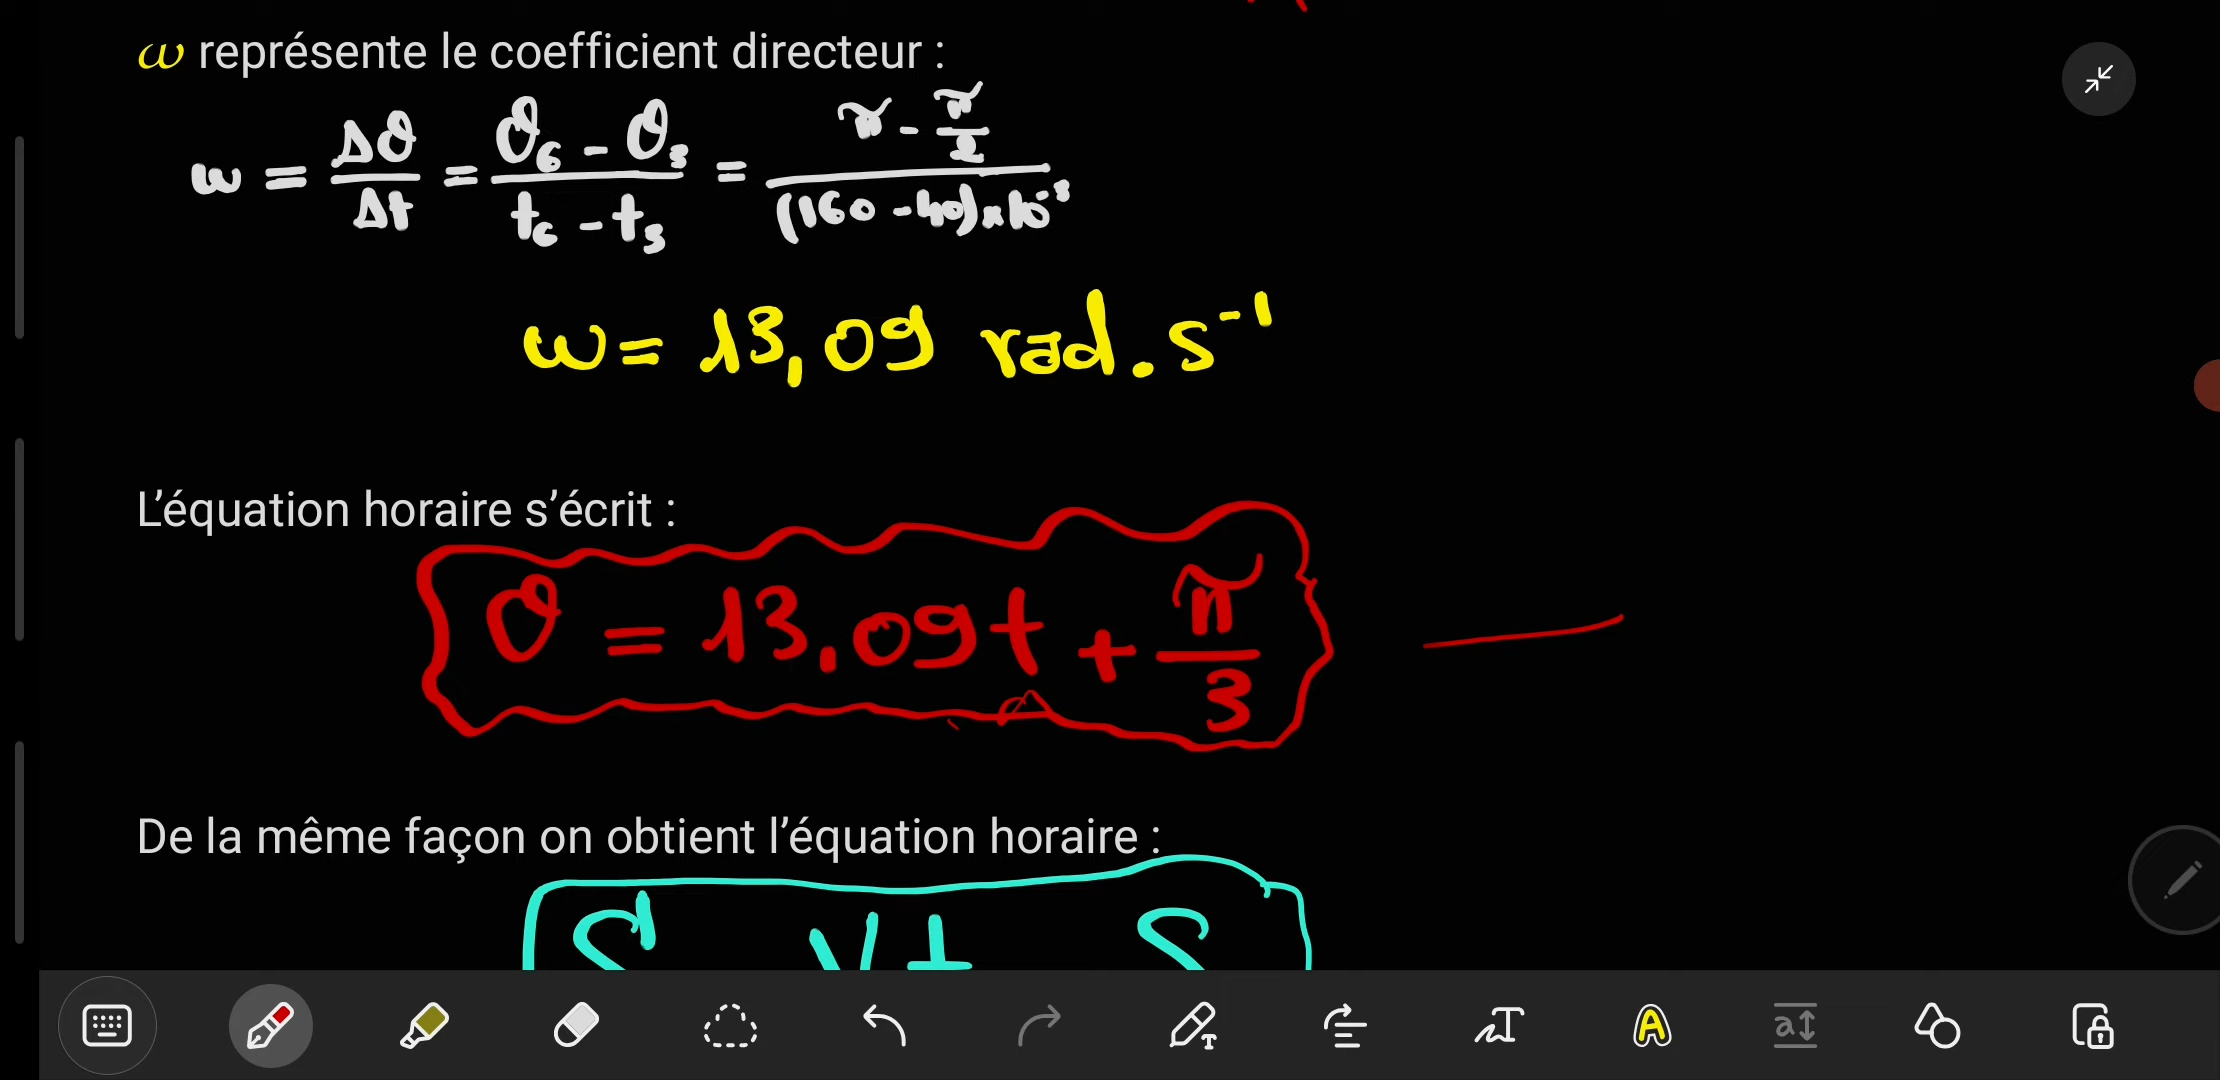 ω représente le coefficient directeur :
ω = Δθ/Δt = (θ₆ - θ₃)/(t₆ - t₃) = (π - π/2)/((160 - 40)×10⁻³)
ω = 13,09 rad.s⁻¹
L'équation horaire s'écrit :
θ = 13,09t + π/3
De la même façon on obtient l'équation horaire :